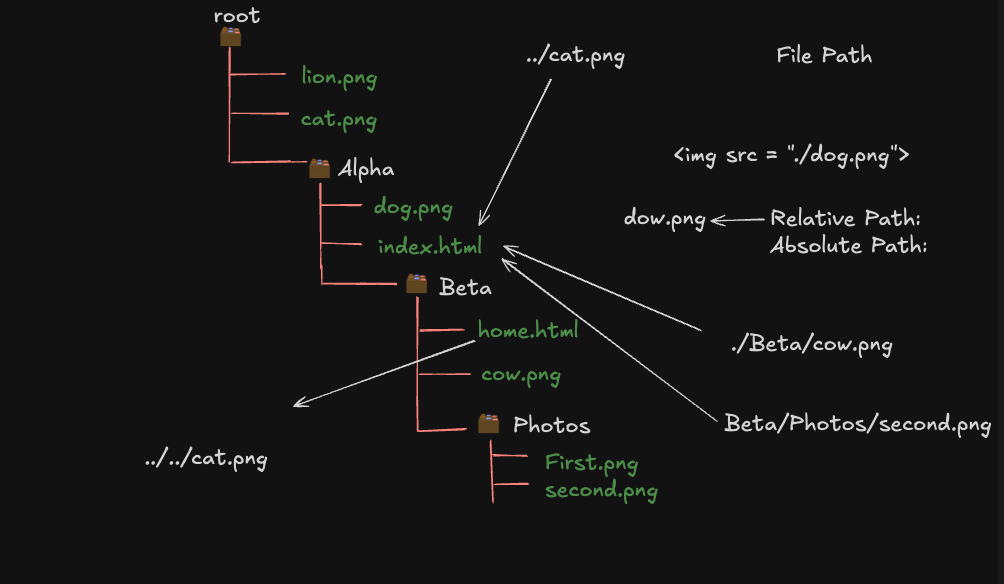 root
lion.png
cat.png
Alpha
dog.png
index.html
Beta
home.html
cow.png
Photos
First.png
second.png
../../cat.png
../cat.png
File Path
<img src = "./dog.png">
dow.png
Relative Path:
Absolute Path:
./Beta/cow.png
Beta/Photos/second.png